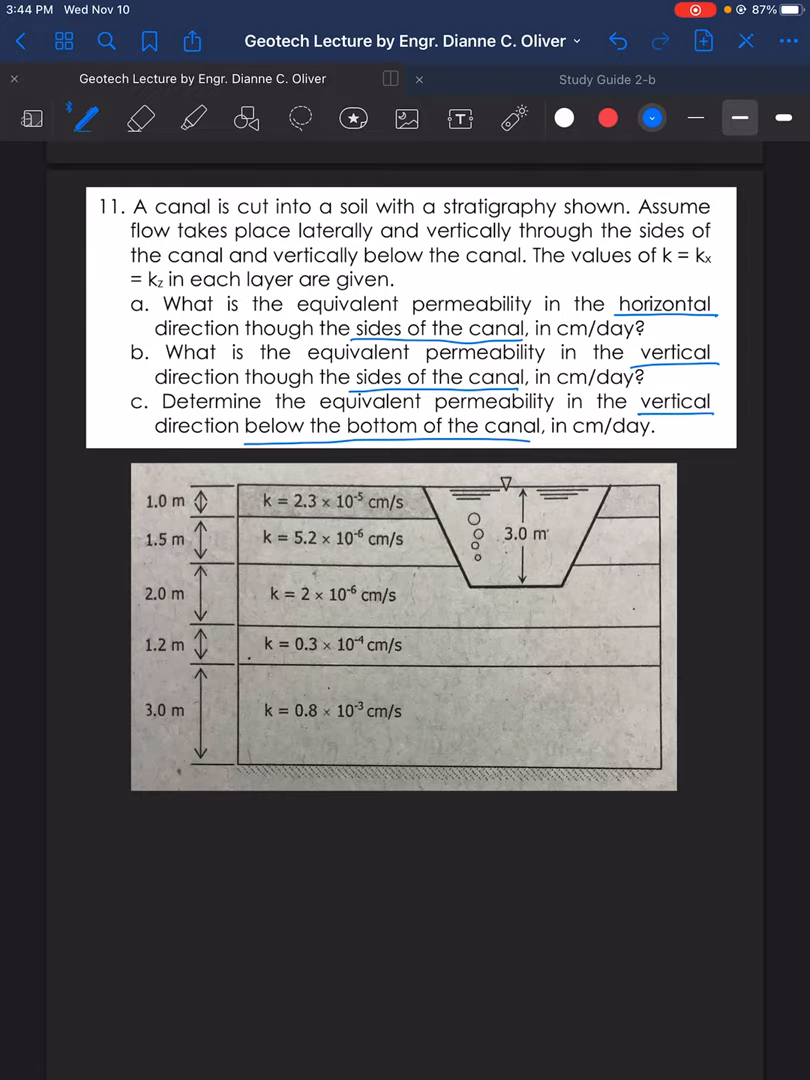 3:44 PM Wed Nov 10
87%
Geotech Lecture by Engr. Dianne C. Oliver
Geotech Lecture by Engr. Dianne C. Oliver
Study Guide 2-b
11. A canal is cut into a soil with a stratigraphy shown. Assume
flow takes place laterally and vertically through the sides of
the canal and vertically below the canal. The values of k = kx
= kz in each layer are given.
a. What is the equivalent permeability in the horizontal
direction though the sides of the canal, in cm/day?
b. What is the equivalent permeability in the vertical
direction though the sides of the canal, in cm/day?
c. Determine the equivalent permeability in the vertical
direction below the bottom of the canal, in cm/day.
1.0 m k = 2.3 × 10⁻⁵ cm/s
1.5 m k = 5.2 × 10⁻⁶ cm/s 3.0 m
2.0 m k = 2 × 10⁻⁶ cm/s
1.2 m k = 0.3 × 10⁻⁴ cm/s
3.0 m k = 0.8 × 10⁻³ cm/s